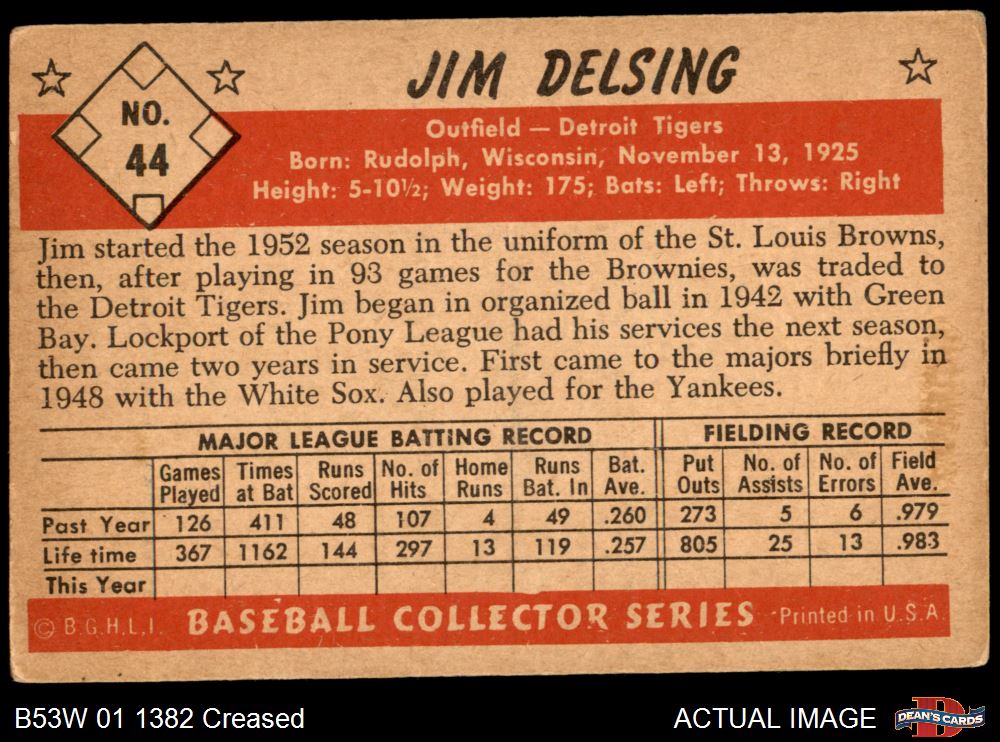 JIM DELSING
NO.
44
Outfield — Detroit Tigers
Born: Rudolph, Wisconsin, November 13, 1925
Height: 5-10½; Weight: 175; Bats: Left; Throws: Right
Jim started the 1952 season in the uniform of the St. Louis Browns,
then, after playing in 93 games for the Brownies, was traded to
the Detroit Tigers. Jim began in organized ball in 1942 with Green
Bay. Lockport of the Pony League had his services the next season,
then came two years in service. First came to the majors briefly in
1948 with the White Sox. Also played for the Yankees.
MAJOR LEAGUE BATTING RECORD FIELDING RECORD
Games Times Runs No. of Home Runs Bat. Put No. of No. of Field
Played at Bat Scored Hits Runs Bat. In Ave. Outs Assists Errors Ave.
Past Year 126 411 48 107 4 49 .260 273 5 6 .979
Life time 367 1162 144 297 13 119 .257 805 25 13 .983
This Year
© B.G.H.L.I. BASEBALL COLLECTOR SERIES Printed in U.S.A.
B53W 01 1382 Creased ACTUAL IMAGE DEAN'S CARDS